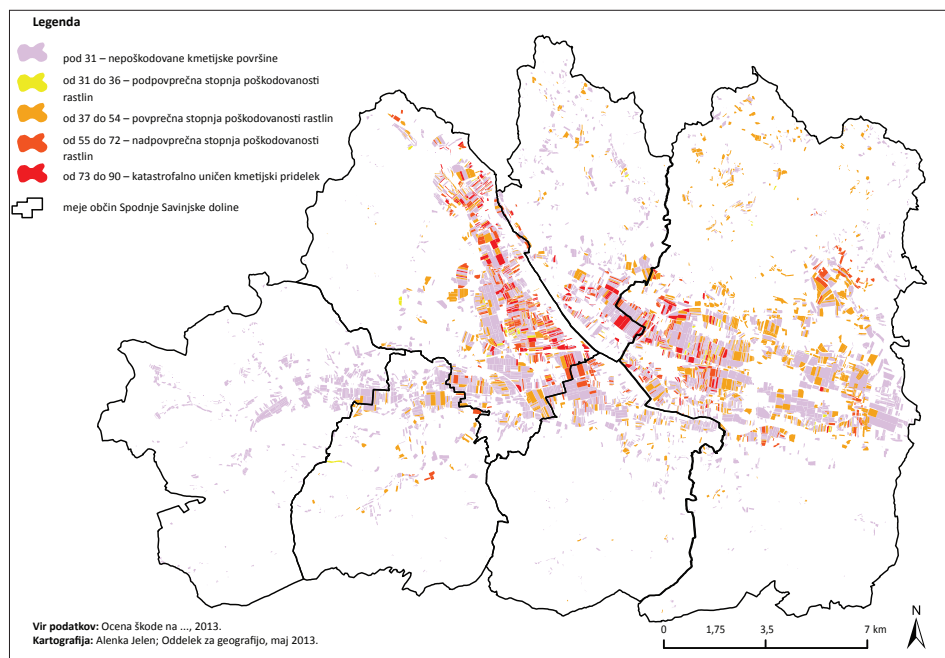 Legenda
pod 31 – nepoškodovane kmetijske površine
od 31 do 36 – podpovprečna stopnja poškodovanosti
rastlin
od 37 do 54 – povprečna stopnja poškodovanosti rastlin
od 55 do 72 – nadpovprečna stopnja poškodovanosti
rastlin
od 73 do 90 – katastrofalno uničen kmetijski pridelek
meje občin Spodnje Savinjske doline
Vir podatkov: Ocena škode na ..., 2013.
Kartografija: Alenka Jelen; Oddelek za geografijo, maj 2013.
0 1,75 3,5 7 km
N